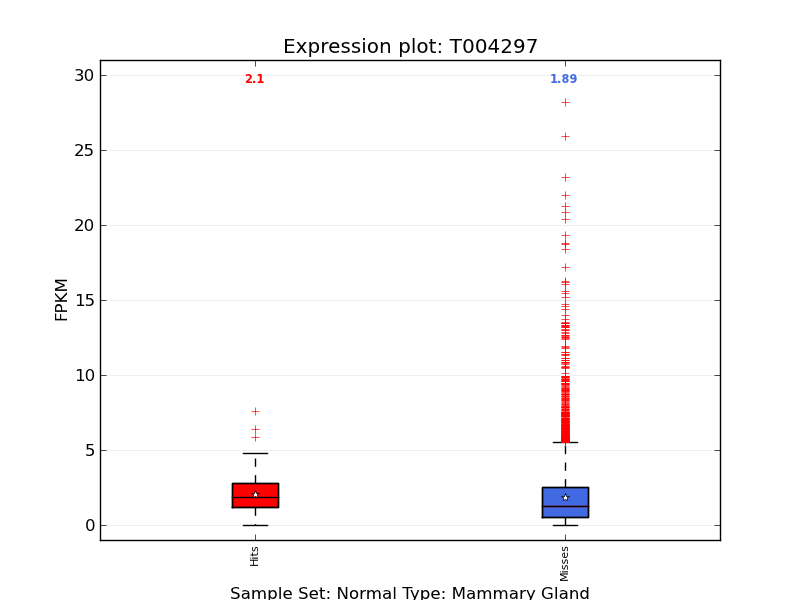 Expression plot: T004297
30
25
20
15
10
5
0
FPKM
2.1
1.89
Hits
Misses
Sample Set: Normal Type: Mammary Gland